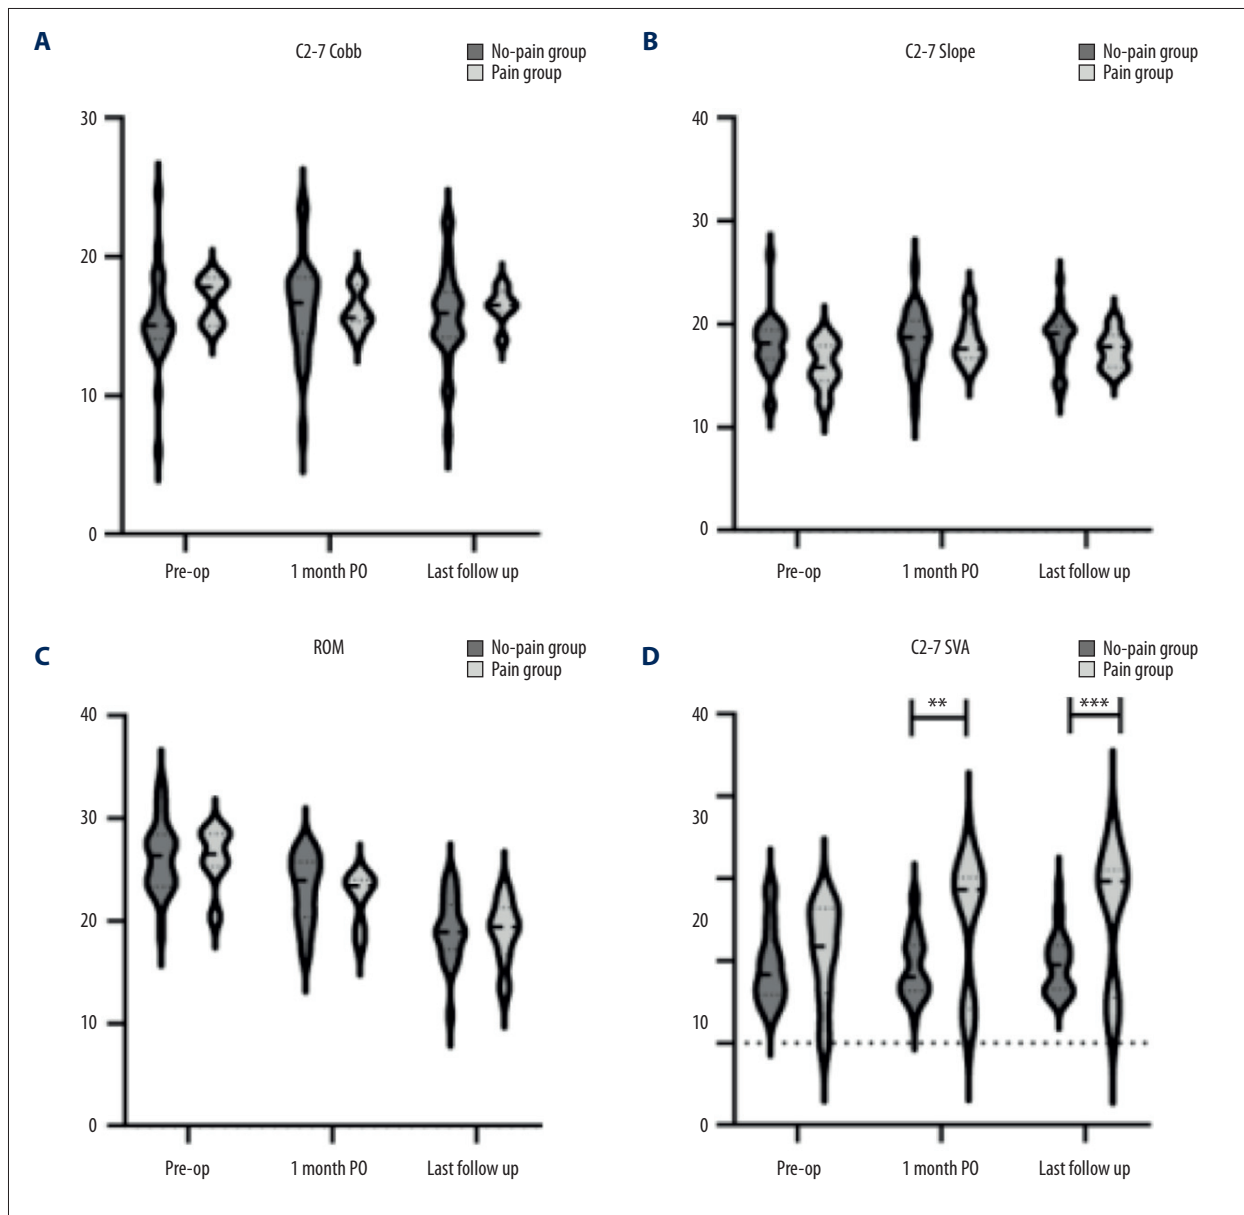 A
C2-7 Cobb
No-pain group
Pain group
30
20
10
0
Pre-op
1 month PO
Last follow up
B
C2-7 Slope
No-pain group
Pain group
40
30
20
10
0
Pre-op
1 month PO
Last follow up
C
ROM
No-pain group
Pain group
40
30
20
10
0
Pre-op
1 month PO
Last follow up
D
C2-7 SVA
No-pain group
Pain group
**
***
40
30
20
10
0
Pre-op
1 month PO
Last follow up